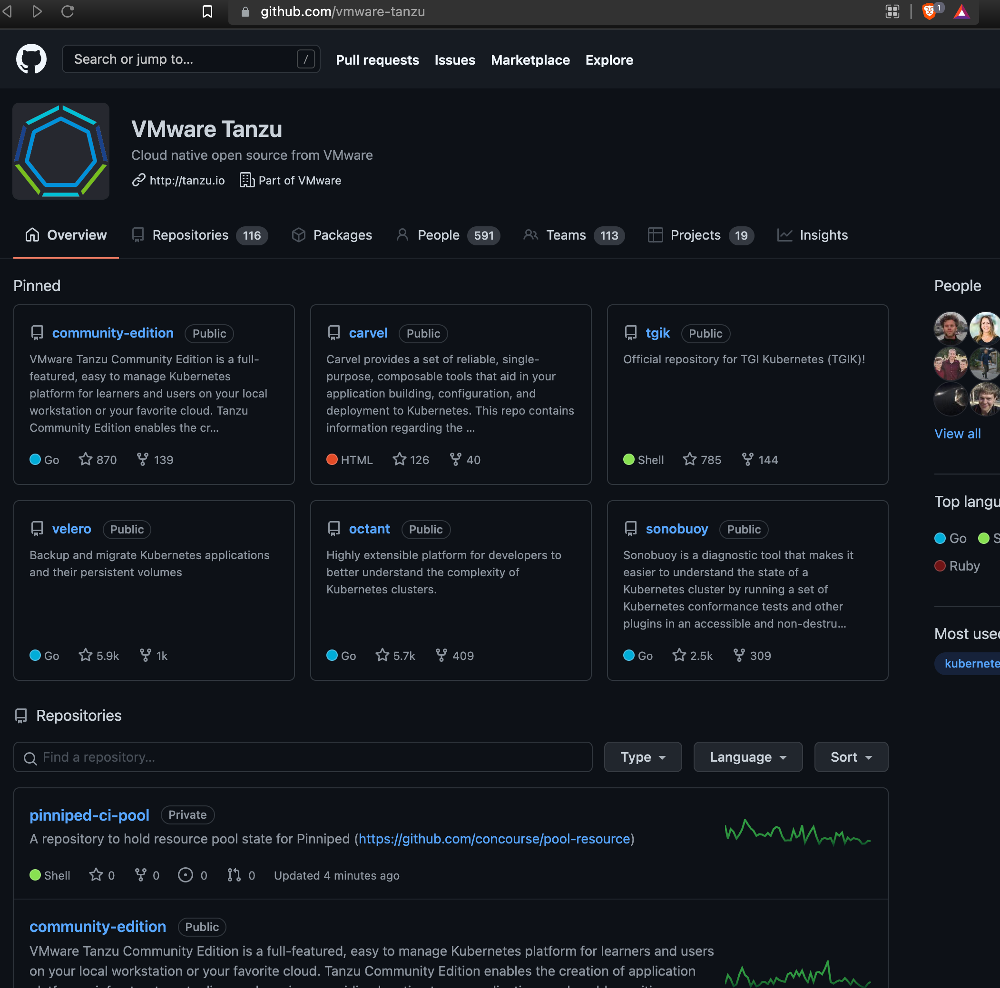 github.com/vmware-tanzu
1
Search or jump to...
/
Pull requests
Issues
Marketplace
Explore
VMware Tanzu
Cloud native open source from VMware
http://tanzu.io
Part of VMware
Overview
Repositories 116
Packages
People 591
Teams 113
Projects 19
Insights
Pinned
community-edition Public
VMware Tanzu Community Edition is a full-
featured, easy to manage Kubernetes
platform for learners and users on your local
workstation or your favorite cloud. Tanzu
Community Edition enables the cr...
Go 870 139
carvel Public
Carvel provides a set of reliable, single-
purpose, composable tools that aid in your
application building, configuration, and
deployment to Kubernetes. This repo contains
information regarding the ...
HTML 126 40
tgik Public
Official repository for TGI Kubernetes (TGIK)!
Shell 785 144
velero Public
Backup and migrate Kubernetes applications
and their persistent volumes
Go 5.9k 1k
octant Public
Highly extensible platform for developers to
better understand the complexity of
Kubernetes clusters.
Go 5.7k 409
sonobuoy Public
Sonobuoy is a diagnostic tool that makes it
easier to understand the state of a
Kubernetes cluster by running a set of
Kubernetes conformance tests and other
plugins in an accessible and non-destru...
Go 2.5k 309
People
View all
Top langu
Go S
Ruby
Most used
kubernete
Repositories
Find a repository...
Type
Language
Sort
pinniped-ci-pool Private
A repository to hold resource pool state for Pinniped (https://github.com/concourse/pool-resource)
Shell 0 0 0 0 Updated 4 minutes ago
community-edition Public
VMware Tanzu Community Edition is a full-featured, easy to manage Kubernetes platform for learners and users
on your local workstation or your favorite cloud. Tanzu Community Edition enables the creation of application